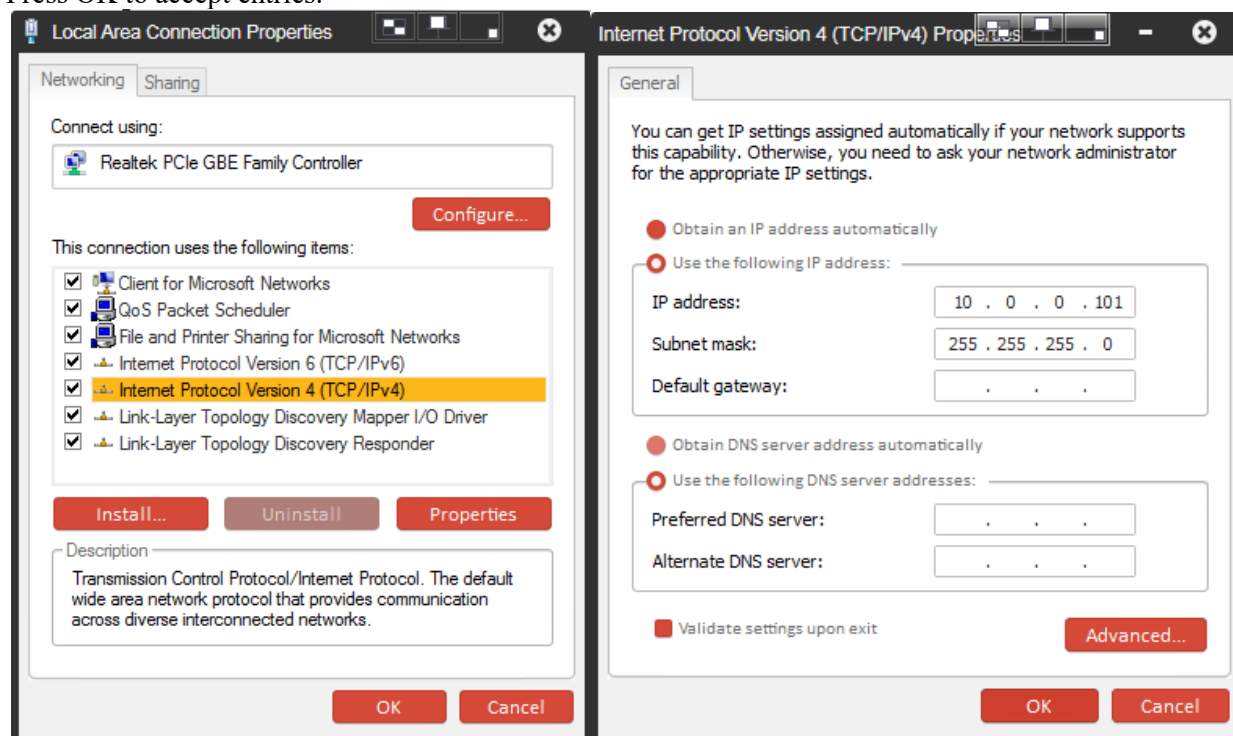 Press OK to accept entries.
Local Area Connection Properties
Networking
Sharing
Connect using:
Realtek PCIe GBE Family Controller
Configure...
This connection uses the following items:
Client for Microsoft Networks
QoS Packet Scheduler
File and Printer Sharing for Microsoft Networks
Internet Protocol Version 6 (TCP/IPv6)
Internet Protocol Version 4 (TCP/IPv4)
Link-Layer Topology Discovery Mapper I/O Driver
Link-Layer Topology Discovery Responder
Install...
Uninstall
Properties
Description
Transmission Control Protocol/Internet Protocol. The default
wide area network protocol that provides communication
across diverse interconnected networks.
OK
Cancel
Internet Protocol Version 4 (TCP/IPv4) Properties
General
You can get IP settings assigned automatically if your network supports
this capability. Otherwise, you need to ask your network administrator
for the appropriate IP settings.
Obtain an IP address automatically
Use the following IP address:
IP address: 10 . 0 . 0 . 101
Subnet mask: 255 . 255 . 255 . 0
Default gateway: . . .
Obtain DNS server address automatically
Use the following DNS server addresses:
Preferred DNS server: . . .
Alternate DNS server: . . .
Validate settings upon exit
Advanced...
OK
Cancel